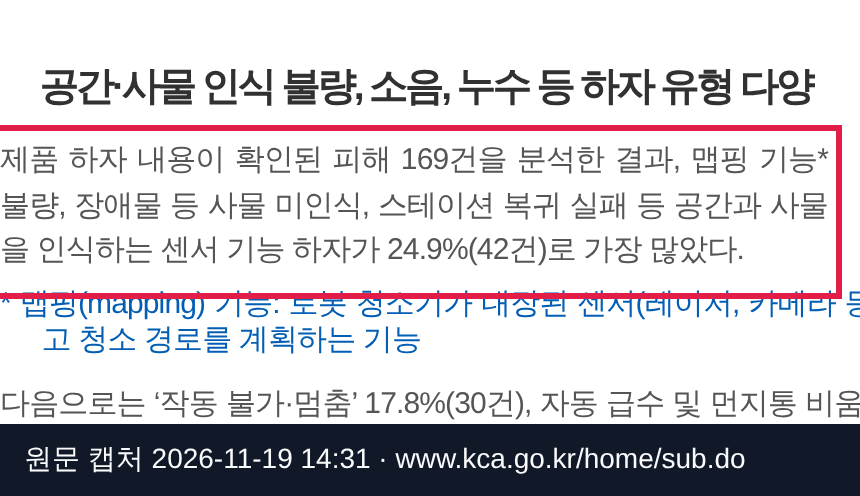 공간·사물 인식 불량, 소음, 누수 등 하자 유형 다양
제품 하자 내용이 확인된 피해 169건을 분석한 결과, 맵핑 기능*
불량, 장애물 등 사물 미인식, 스테이션 복귀 실패 등 공간과 사물
을 인식하는 센서 기능 하자가 24.9%(42건)로 가장 많았다.
* 맵핑(mapping) 기능: 로봇 청소기가 내장된 센서(레이저, 카메라 등
고 청소 경로를 계획하는 기능
다음으로는 ‘작동 불가·멈춤’ 17.8%(30건), 자동 급수 및 먼지통 비움
원문 캡처 2026-11-19 14:31 · www.kca.go.kr/home/sub.do